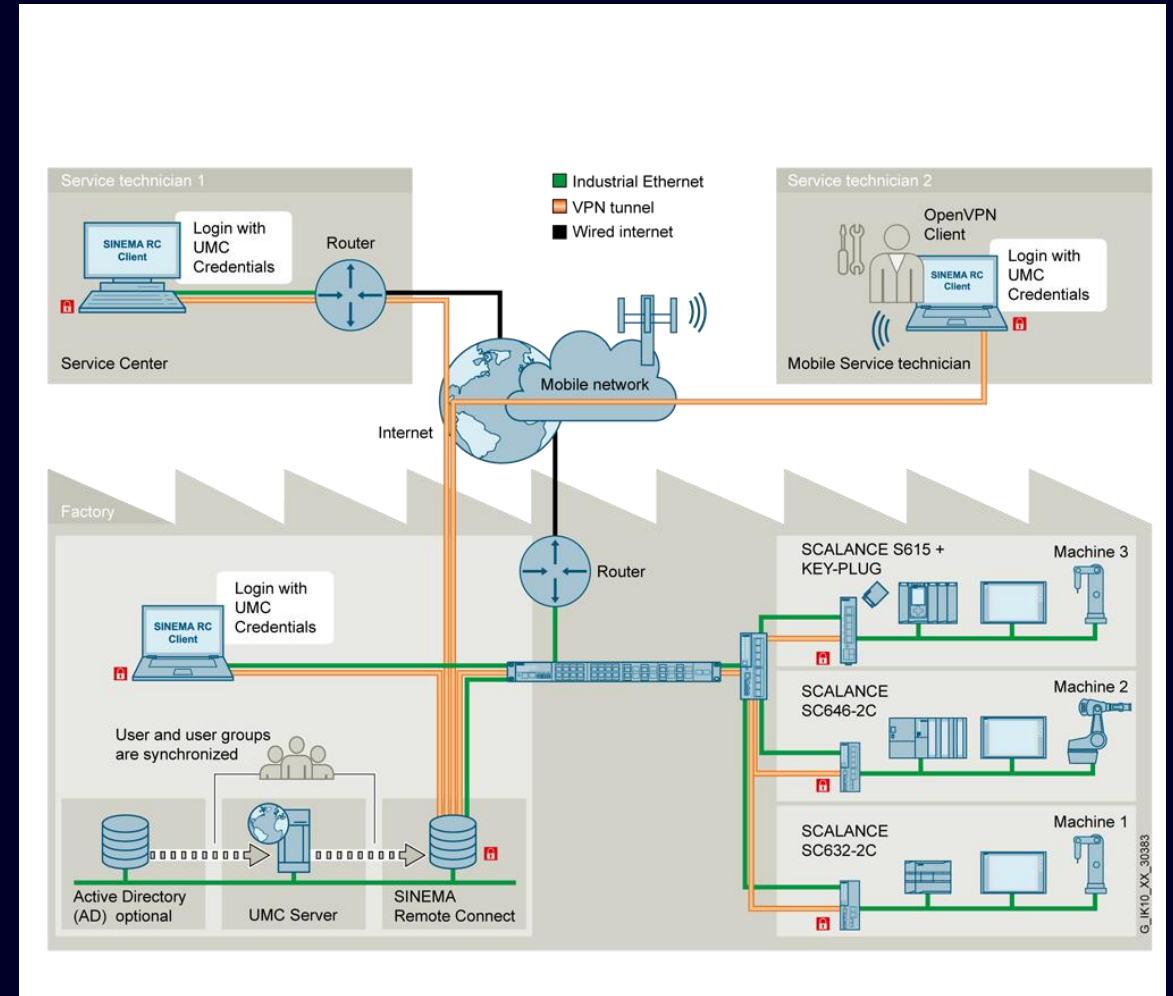 Service technician 1
SINEMA RC
Client
Login with
UMC
Credentials
Router
Service Center
Industrial Ethernet
VPN tunnel
Wired internet
Service technician 2
OpenVPN
Client
SINEMA RC
Client
Login with
UMC
Credentials
Mobile Service technician
Mobile network
Internet
Factory
Router
SINEMA RC
Client
Login with
UMC
Credentials
User and user groups
are synchronized
Active Directory
(AD) optional
UMC Server
SINEMA
Remote Connect
SCALANCE S615 +
KEY-PLUG
Machine 3
SCALANCE
SC646-2C
Machine 2
SCALANCE
SC632-2C
Machine 1
G_IK10_XX_30383